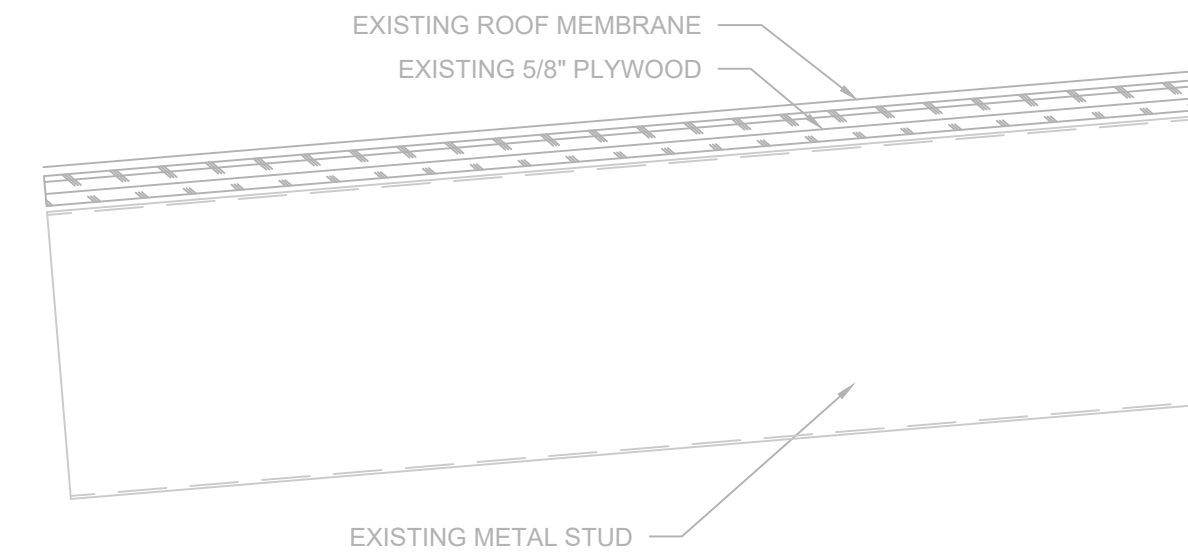 EXISTING ROOF MEMBRANE
EXISTING 5/8" PLYWOOD
EXISTING METAL STUD